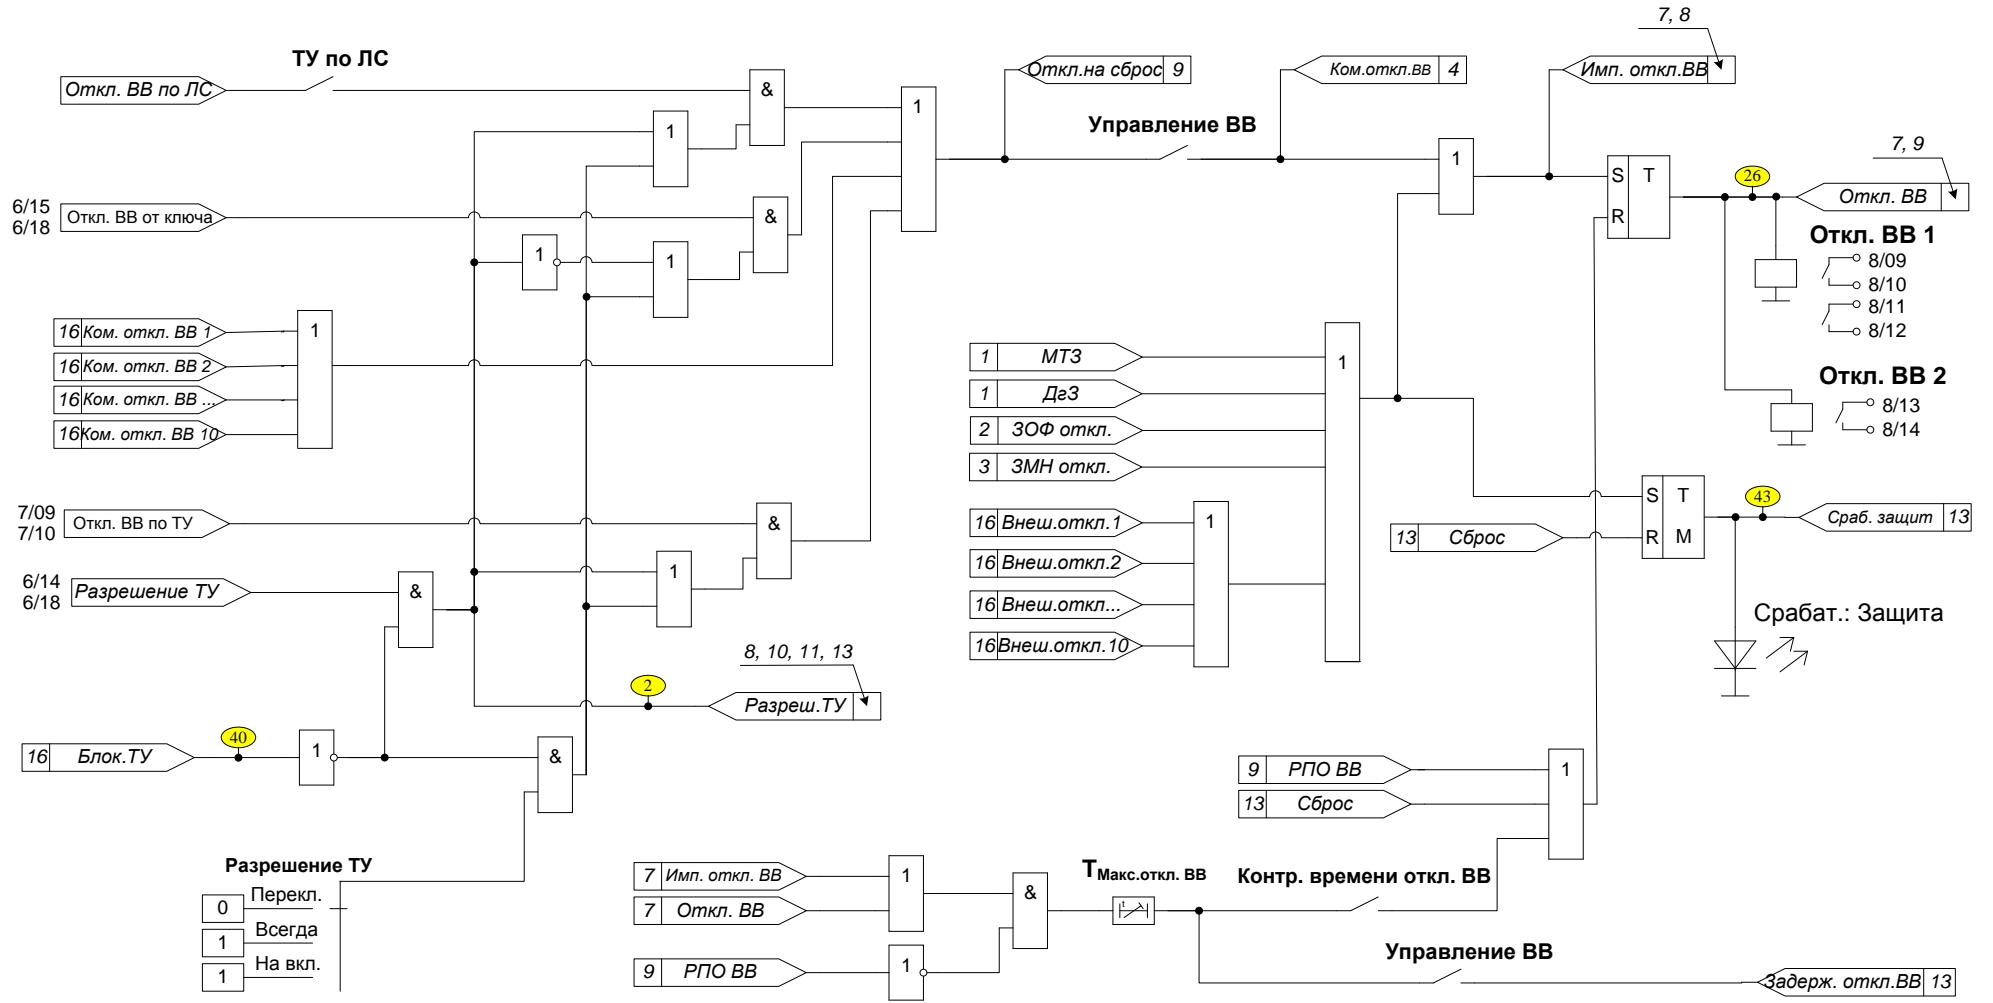 7, 8
ТУ по ЛС
Откл. ВВ по ЛС
&
1
1
Откл.на сброс 9
Ком.откл.ВВ 4
Имп. откл.ВВ
Управление ВВ
1
7, 9
S T
R
26
Откл. ВВ
6/15
6/18
Откл. ВВ от ключа
&
1
1
Откл. ВВ 1
8/09
8/10
8/11
8/12
16 Ком. откл. ВВ 1
16 Ком. откл. ВВ 2
16 Ком. откл. ВВ ...
16 Ком. откл. ВВ 10
1
1 МТЗ
1 ДгЗ
2 ЗОФ откл.
3 ЗМН откл.
1
Откл. ВВ 2
8/13
8/14
7/09
7/10
Откл. ВВ по ТУ
&
1
16 Внеш.откл.1
16 Внеш.откл.2
16 Внеш.откл...
16 Внеш.откл.10
1
13 Сброс
S T
R M
43
Сраб. защит 13
6/14
6/18
Разрешение ТУ
&
Срабат.: Защита
8, 10, 11, 13
2
Разреш.ТУ
16 Блок.ТУ
40
1
&
9 РПО ВВ
13 Сброс
1
Разрешение ТУ
0 Перекл.
1 Всегда
1 На вкл.
7 Имп. откл. ВВ
7 Откл. ВВ
1
9 РПО ВВ
1
&
TМакс.откл. ВВ
t
Контр. времени откл. ВВ
Управление ВВ
Задерж. откл.ВВ 13